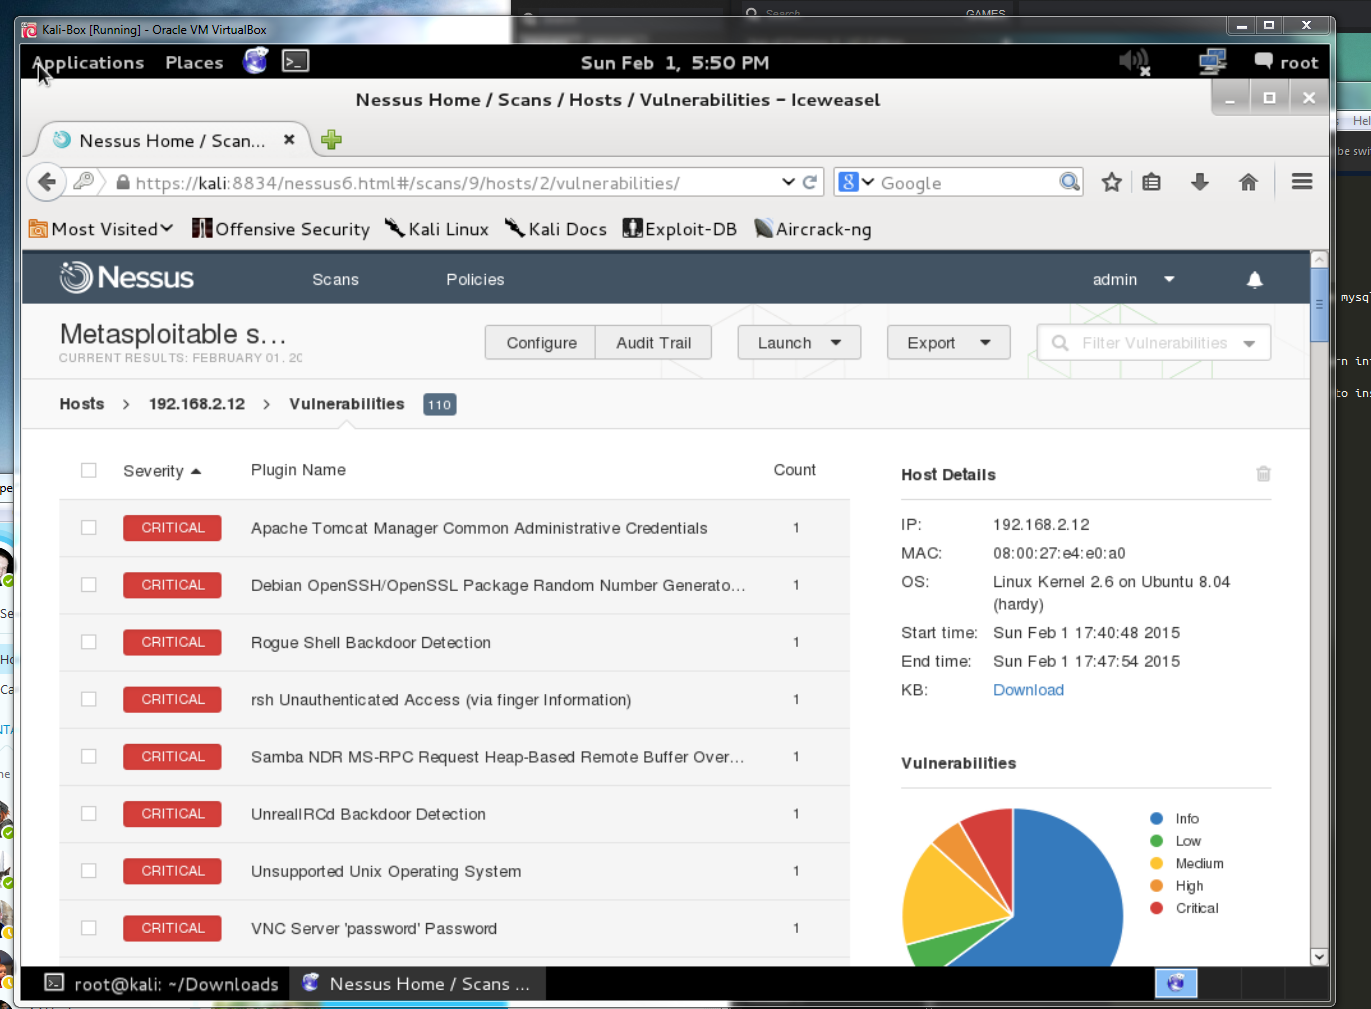 Search
GAMES
Kali-Box [Running] - Oracle VM VirtualBox
Applications Places Sun Feb 1, 5:50 PM root
Nessus Home / Scans / Hosts / Vulnerabilities - Iceweasel
Nessus Home / Scan...
https://kali:8834/nessus6.html#/scans/9/hosts/2/vulnerabilities/ 8 Google
Most Visited Offensive Security Kali Linux Kali Docs Exploit-DB Aircrack-ng
Nessus Scans Policies admin
Metasploitable s...
CURRENT RESULTS: FEBRUARY 01, 20
Configure Audit Trail Launch Export Filter Vulnerabilities
Hosts > 192.168.2.12 > Vulnerabilities 110
Severity Plugin Name Count
CRITICAL Apache Tomcat Manager Common Administrative Credentials 1
CRITICAL Debian OpenSSH/OpenSSL Package Random Number Generato... 1
CRITICAL Rogue Shell Backdoor Detection 1
CRITICAL rsh Unauthenticated Access (via finger Information) 1
CRITICAL Samba NDR MS-RPC Request Heap-Based Remote Buffer Over... 1
CRITICAL UnrealIRCd Backdoor Detection 1
CRITICAL Unsupported Unix Operating System 1
CRITICAL VNC Server 'password' Password 1
Host Details
IP: 192.168.2.12
MAC: 08:00:27:e4:e0:a0
OS: Linux Kernel 2.6 on Ubuntu 8.04
(hardy)
Start time: Sun Feb 1 17:40:48 2015
End time: Sun Feb 1 17:47:54 2015
KB: Download
Vulnerabilities
Info
Low
Medium
High
Critical
root@kali: ~/Downloads Nessus Home / Scans ...